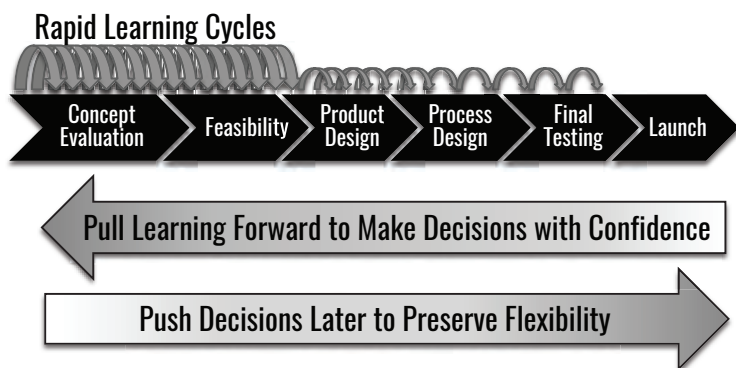 Rapid Learning Cycles
Concept
Evaluation
Feasibility
Product
Design
Process
Design
Final
Testing
Launch
Pull Learning Forward to Make Decisions with Confidence
Push Decisions Later to Preserve Flexibility